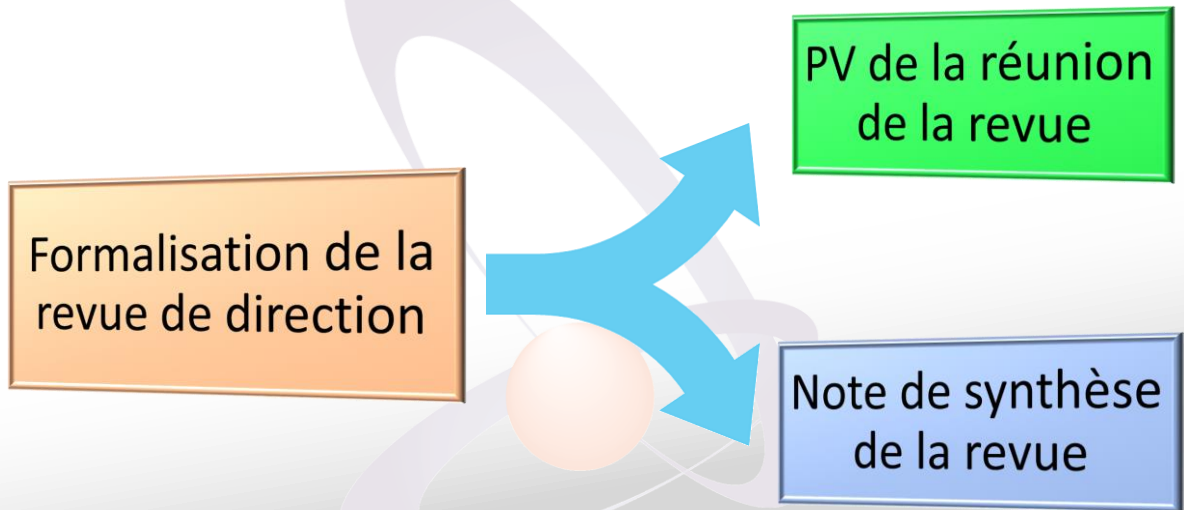 Formalisation de la
revue de direction
PV de la réunion
de la revue
Note de synthèse
de la revue